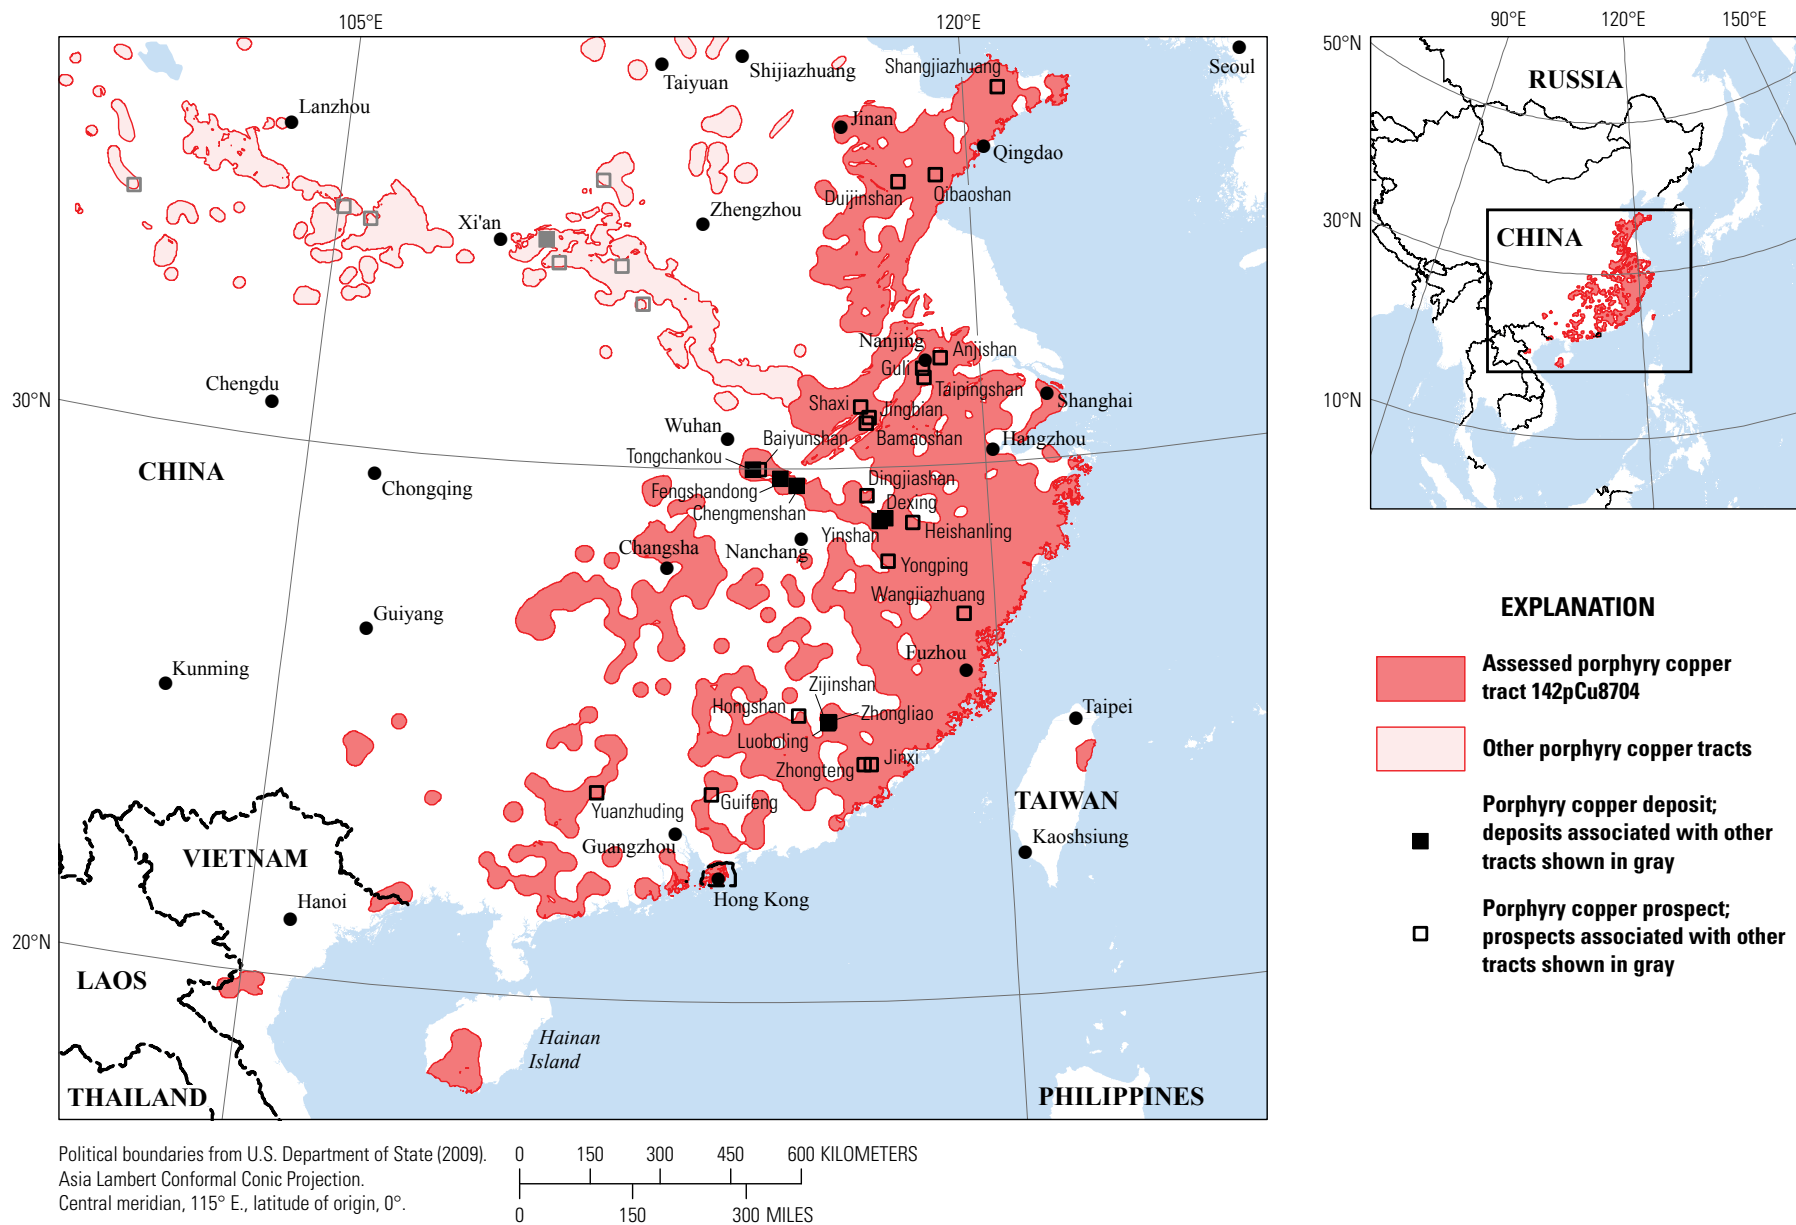 105°E
120°E
Shangjiazhuang
Seoul
Taiyuan
Shijiazhuang
Lanzhou
Jinan
Qingdao
Duijinshan
Qibaoshan
Zhengzhou
Xi'an
Nanjing
Anjishan
Guli
Taipingshan
Chengdu
30°N
Shaxi
Jingbian
Shanghai
Wuhan
Baiyunshan
Bamaoshan
Hangzhou
Tongchankou
CHINA
Chongqing
Fengshandong
Dingjiashan
Dexing
Chengmenshan
Yinshan
Heishanling
Changsha
Nanchang
Yongping
Wangjiazhuang
Guiyang
Fuzhou
Kunming
Zijinshan
Hongshan
Zhongliao
Taipei
Luoboling
Zhongteng
Jinxi
Yuanzhuding
Guifeng
TAIWAN
Guangzhou
Kaoshsiung
VIETNAM
Hanoi
Hong Kong
20°N
LAOS
Hainan
Island
THAILAND
PHILIPPINES
Political boundaries from U.S. Department of State (2009).
Asia Lambert Conformal Conic Projection.
Central meridian, 115° E., latitude of origin, 0°.
0 150 300 450 600 KILOMETERS
0 150 300 MILES
90°E 120°E 150°E
50°N
RUSSIA
30°N
CHINA
10°N
EXPLANATION
Assessed porphyry copper
tract 142pCu8704
Other porphyry copper tracts
Porphyry copper deposit;
deposits associated with other
tracts shown in gray
Porphyry copper prospect;
prospects associated with other
tracts shown in gray